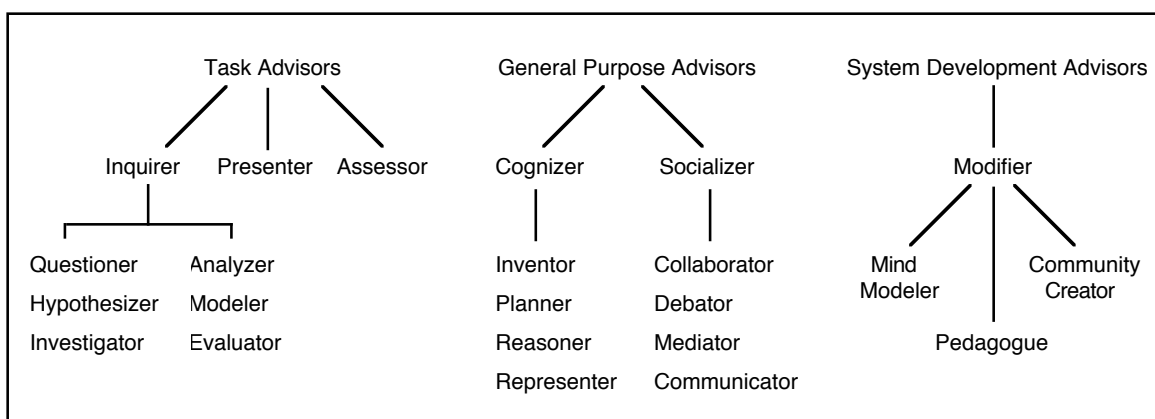 Task Advisors
General Purpose Advisors
System Development Advisors
Inquirer
Presenter
Assessor
Cognizer
Socializer
Modifier
Questioner
Hypothesizer
Investigator
Analyzer
Modeler
Evaluator
Inventor
Planner
Reasoner
Representer
Collaborator
Debator
Mediator
Communicator
Mind
Modeler
Community
Creator
Pedagogue